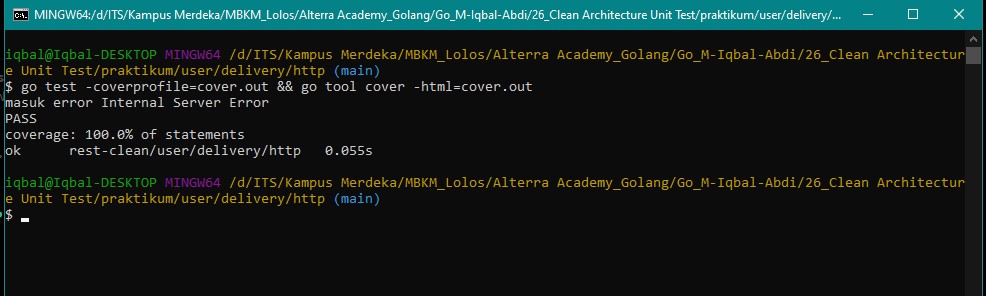 MINGW64:/d/ITS/Kampus Merdeka/MBKM_Lolos/Alterra Academy_Golang/Go_M-Iqbal-Abdi/26_Clean Architecture Unit Test/praktikum/user/delivery/...
iqbal@Iqbal-DESKTOP MINGW64 /d/ITS/Kampus Merdeka/MBKM_Lolos/Alterra Academy_Golang/Go_M-Iqbal-Abdi/26_Clean Architectur
e Unit Test/praktikum/user/delivery/http (main)
$ go test -coverprofile=cover.out && go tool cover -html=cover.out
masuk error Internal Server Error
PASS
coverage: 100.0% of statements
ok      rest-clean/user/delivery/http   0.055s
iqbal@Iqbal-DESKTOP MINGW64 /d/ITS/Kampus Merdeka/MBKM_Lolos/Alterra Academy_Golang/Go_M-Iqbal-Abdi/26_Clean Architectur
e Unit Test/praktikum/user/delivery/http (main)
$